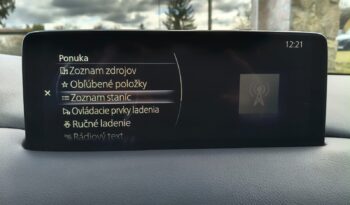 Ponuka
12:21
Zoznam zdrojov
Obľúbené položky
Zoznam staníc
Ovládacie prvky ladenia
Ručné ladenie
Rádiový text